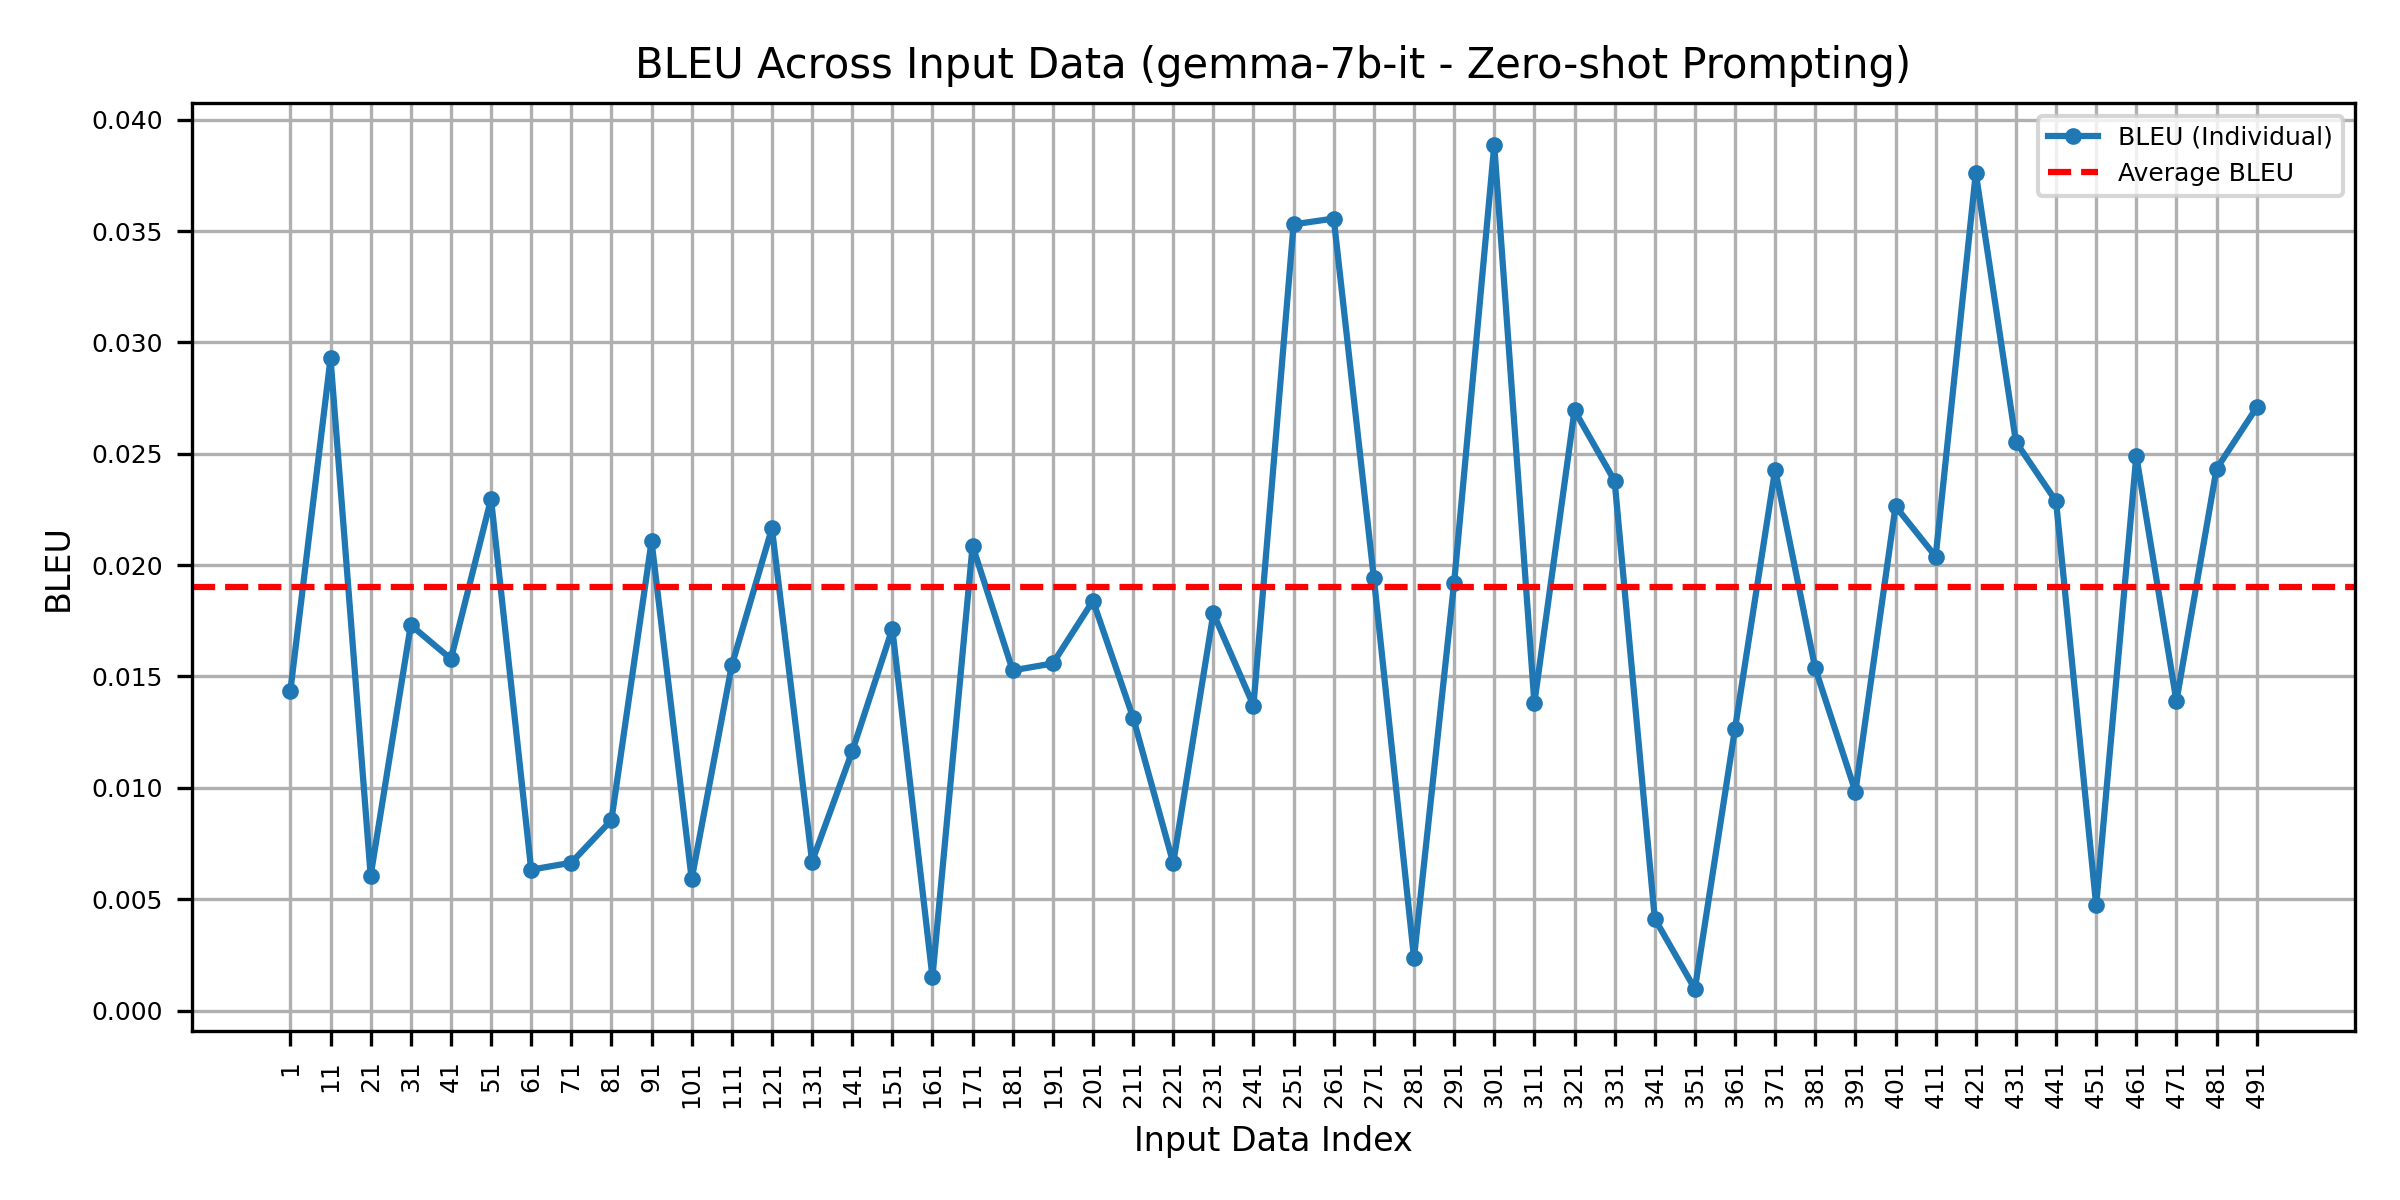 BLEU Across Input Data (gemma-7b-it - Zero-shot Prompting)
BLEU (Individual)
Average BLEU
0.040
0.035
0.030
0.025
0.020
0.015
0.010
0.005
0.000
BLEU
1 11 21 31 41 51 61 71 81 91 101 111 121 131 141 151 161 171 181 191 201 211 221 231 241 251 261 271 281 291 301 311 321 331 341 351 361 371 381 391 401 411 421 431 441 451 461 471 481 491
Input Data Index